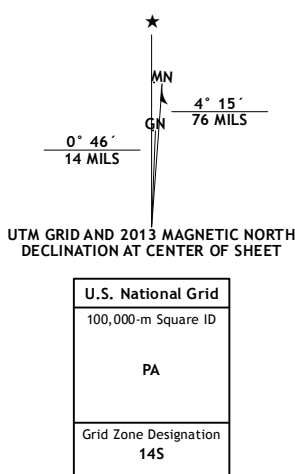 MN
GN
4° 15´
76 MILS
0° 46´
14 MILS
UTM GRID AND 2013 MAGNETIC NORTH
DECLINATION AT CENTER OF SHEET
U.S. National Grid
100,000-m Square ID
PA
Grid Zone Designation
14S